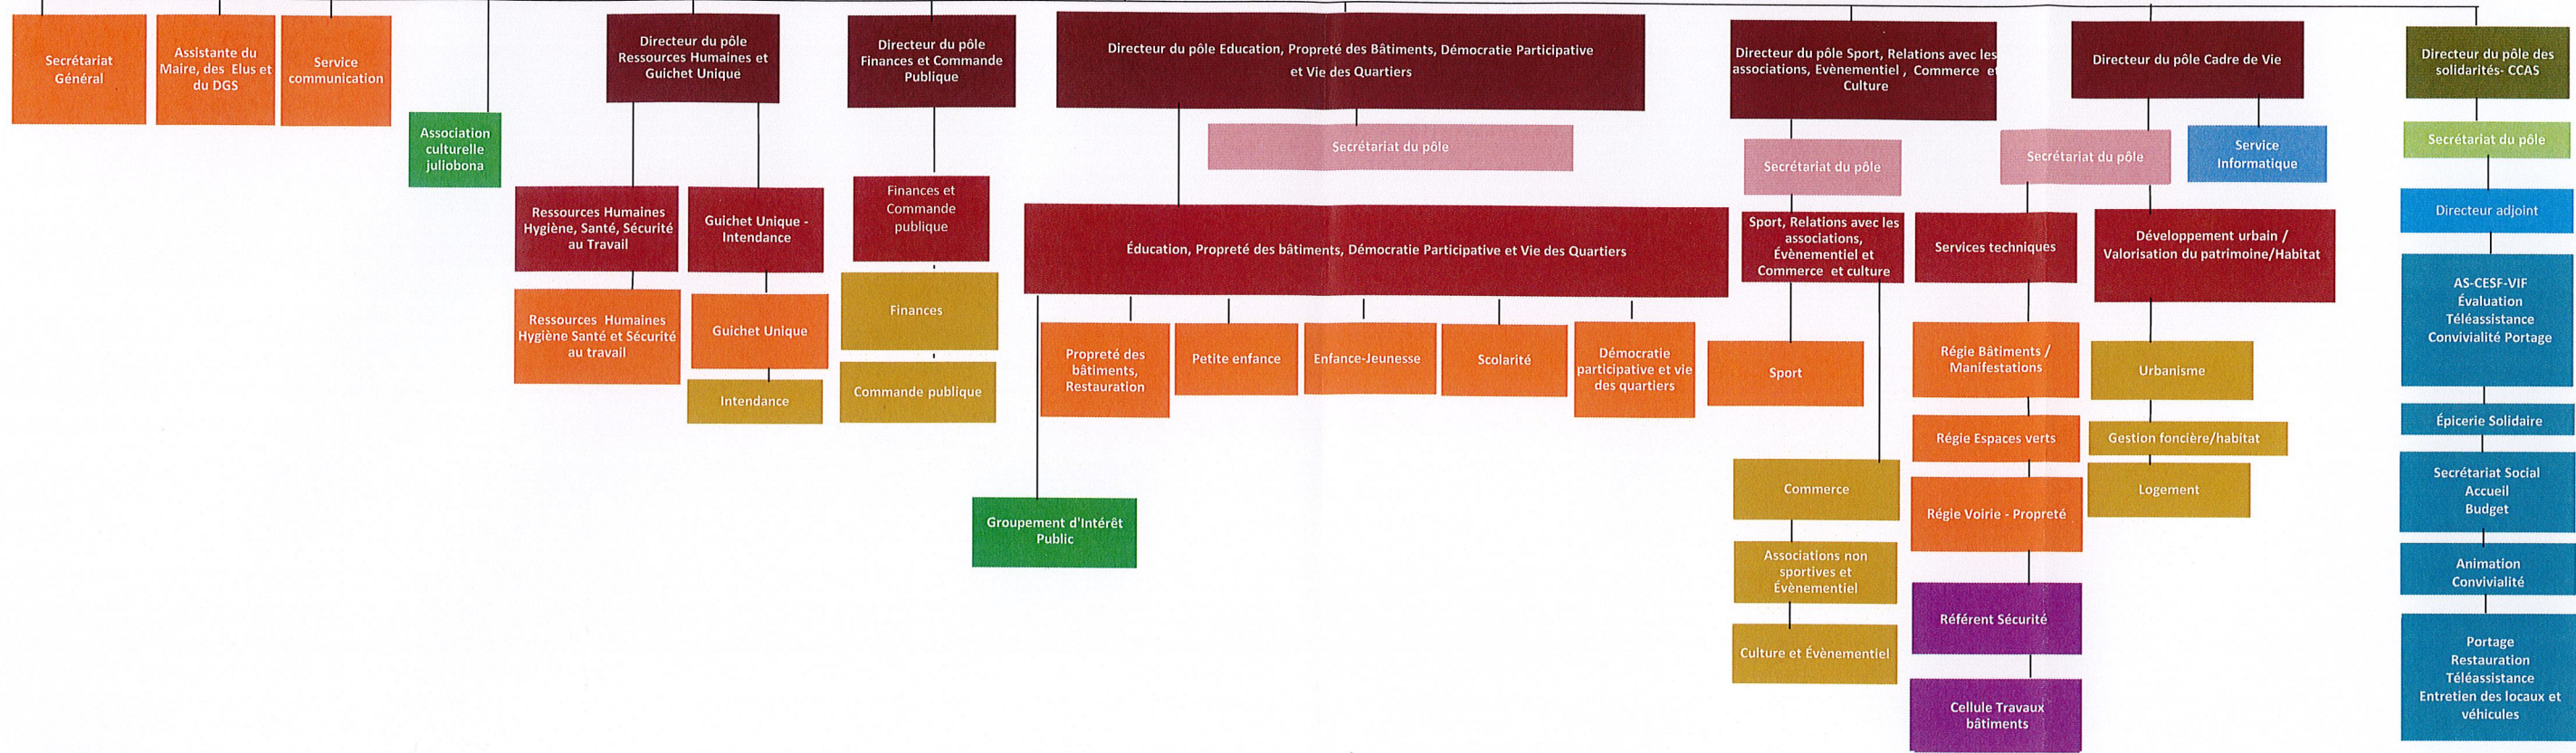 Secrétariat
Général
Assistante du
Maire, des Elus et
du DGS
Service
communication
Association
culturelle
juliobona
Directeur du pôle
Ressources Humaines et
Guichet Unique
Ressources Humaines
Hygiène, Santé, Sécurité
au Travail
Ressources Humaines
Hygiène Santé et Sécurité
au travail
Guichet Unique -
Intendance
Guichet Unique
Intendance
Directeur du pôle
Finances et Commande
Publique
Finances et
Commande
publique
Finances
Commande publique
Directeur du pôle Education, Propreté des Bâtiments, Démocratie Participative
et Vie des Quartiers
Secrétariat du pôle
Éducation, Propreté des bâtiments, Démocratie Participative et Vie des Quartiers
Propreté des
bâtiments,
Restauration
Petite enfance
Enfance-Jeunesse
Scolarité
Démocratie
participative et vie
des quartiers
Groupement d'Intérêt
Public
Directeur du pôle Sport, Relations avec les
associations, Evènementiel , Commerce et
Culture
Secrétariat du pôle
Sport, Relations avec les
associations,
Évènementiel et
Commerce et culture
Sport
Commerce
Associations non
sportives et
Évènementiel
Culture et Évènementiel
Directeur du pôle Cadre de Vie
Secrétariat du pôle
Service
Informatique
Services techniques
Régie Bâtiments /
Manifestations
Régie Espaces verts
Régie Voirie - Propreté
Référent Sécurité
Cellule Travaux
bâtiments
Développement urbain /
Valorisation du patrimoine/Habitat
Urbanisme
Gestion foncière/habitat
Logement
Directeur du pôle des
solidarités- CCAS
Secrétariat du pôle
Directeur adjoint
AS-CESF-VIF
Évaluation
Téléassistance
Convivialité Portage
Épicerie Solidaire
Secrétariat Social
Accueil
Budget
Animation
Convivialité
Portage
Restauration
Téléassistance
Entretien des locaux et
véhicules